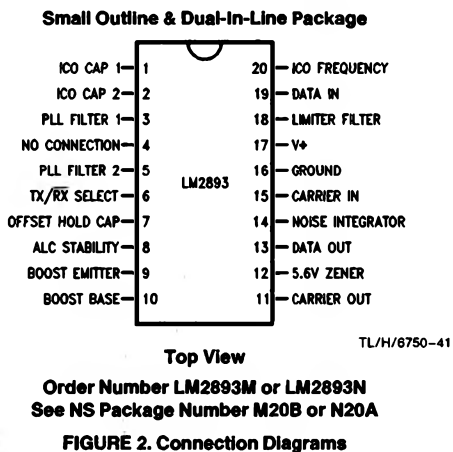 Small Outline & Dual-In-Line Package
ICO CAP 1 1 20 ICO FREQUENCY
ICO CAP 2 2 19 DATA IN
PLL FILTER 1 3 18 LIMITER FILTER
NO CONNECTION 4 17 V+
PLL FILTER 2 5 16 GROUND
LM2893
TX/RX SELECT 6 15 CARRIER IN
OFFSET HOLD CAP 7 14 NOISE INTEGRATOR
ALC STABILITY 8 13 DATA OUT
BOOST EMITTER 9 12 5.6V ZENER
BOOST BASE 10 11 CARRIER OUT
TL/H/6750–41
Top View
Order Number LM2893M or LM2893N
See NS Package Number M20B or N20A
FIGURE 2. Connection Diagrams